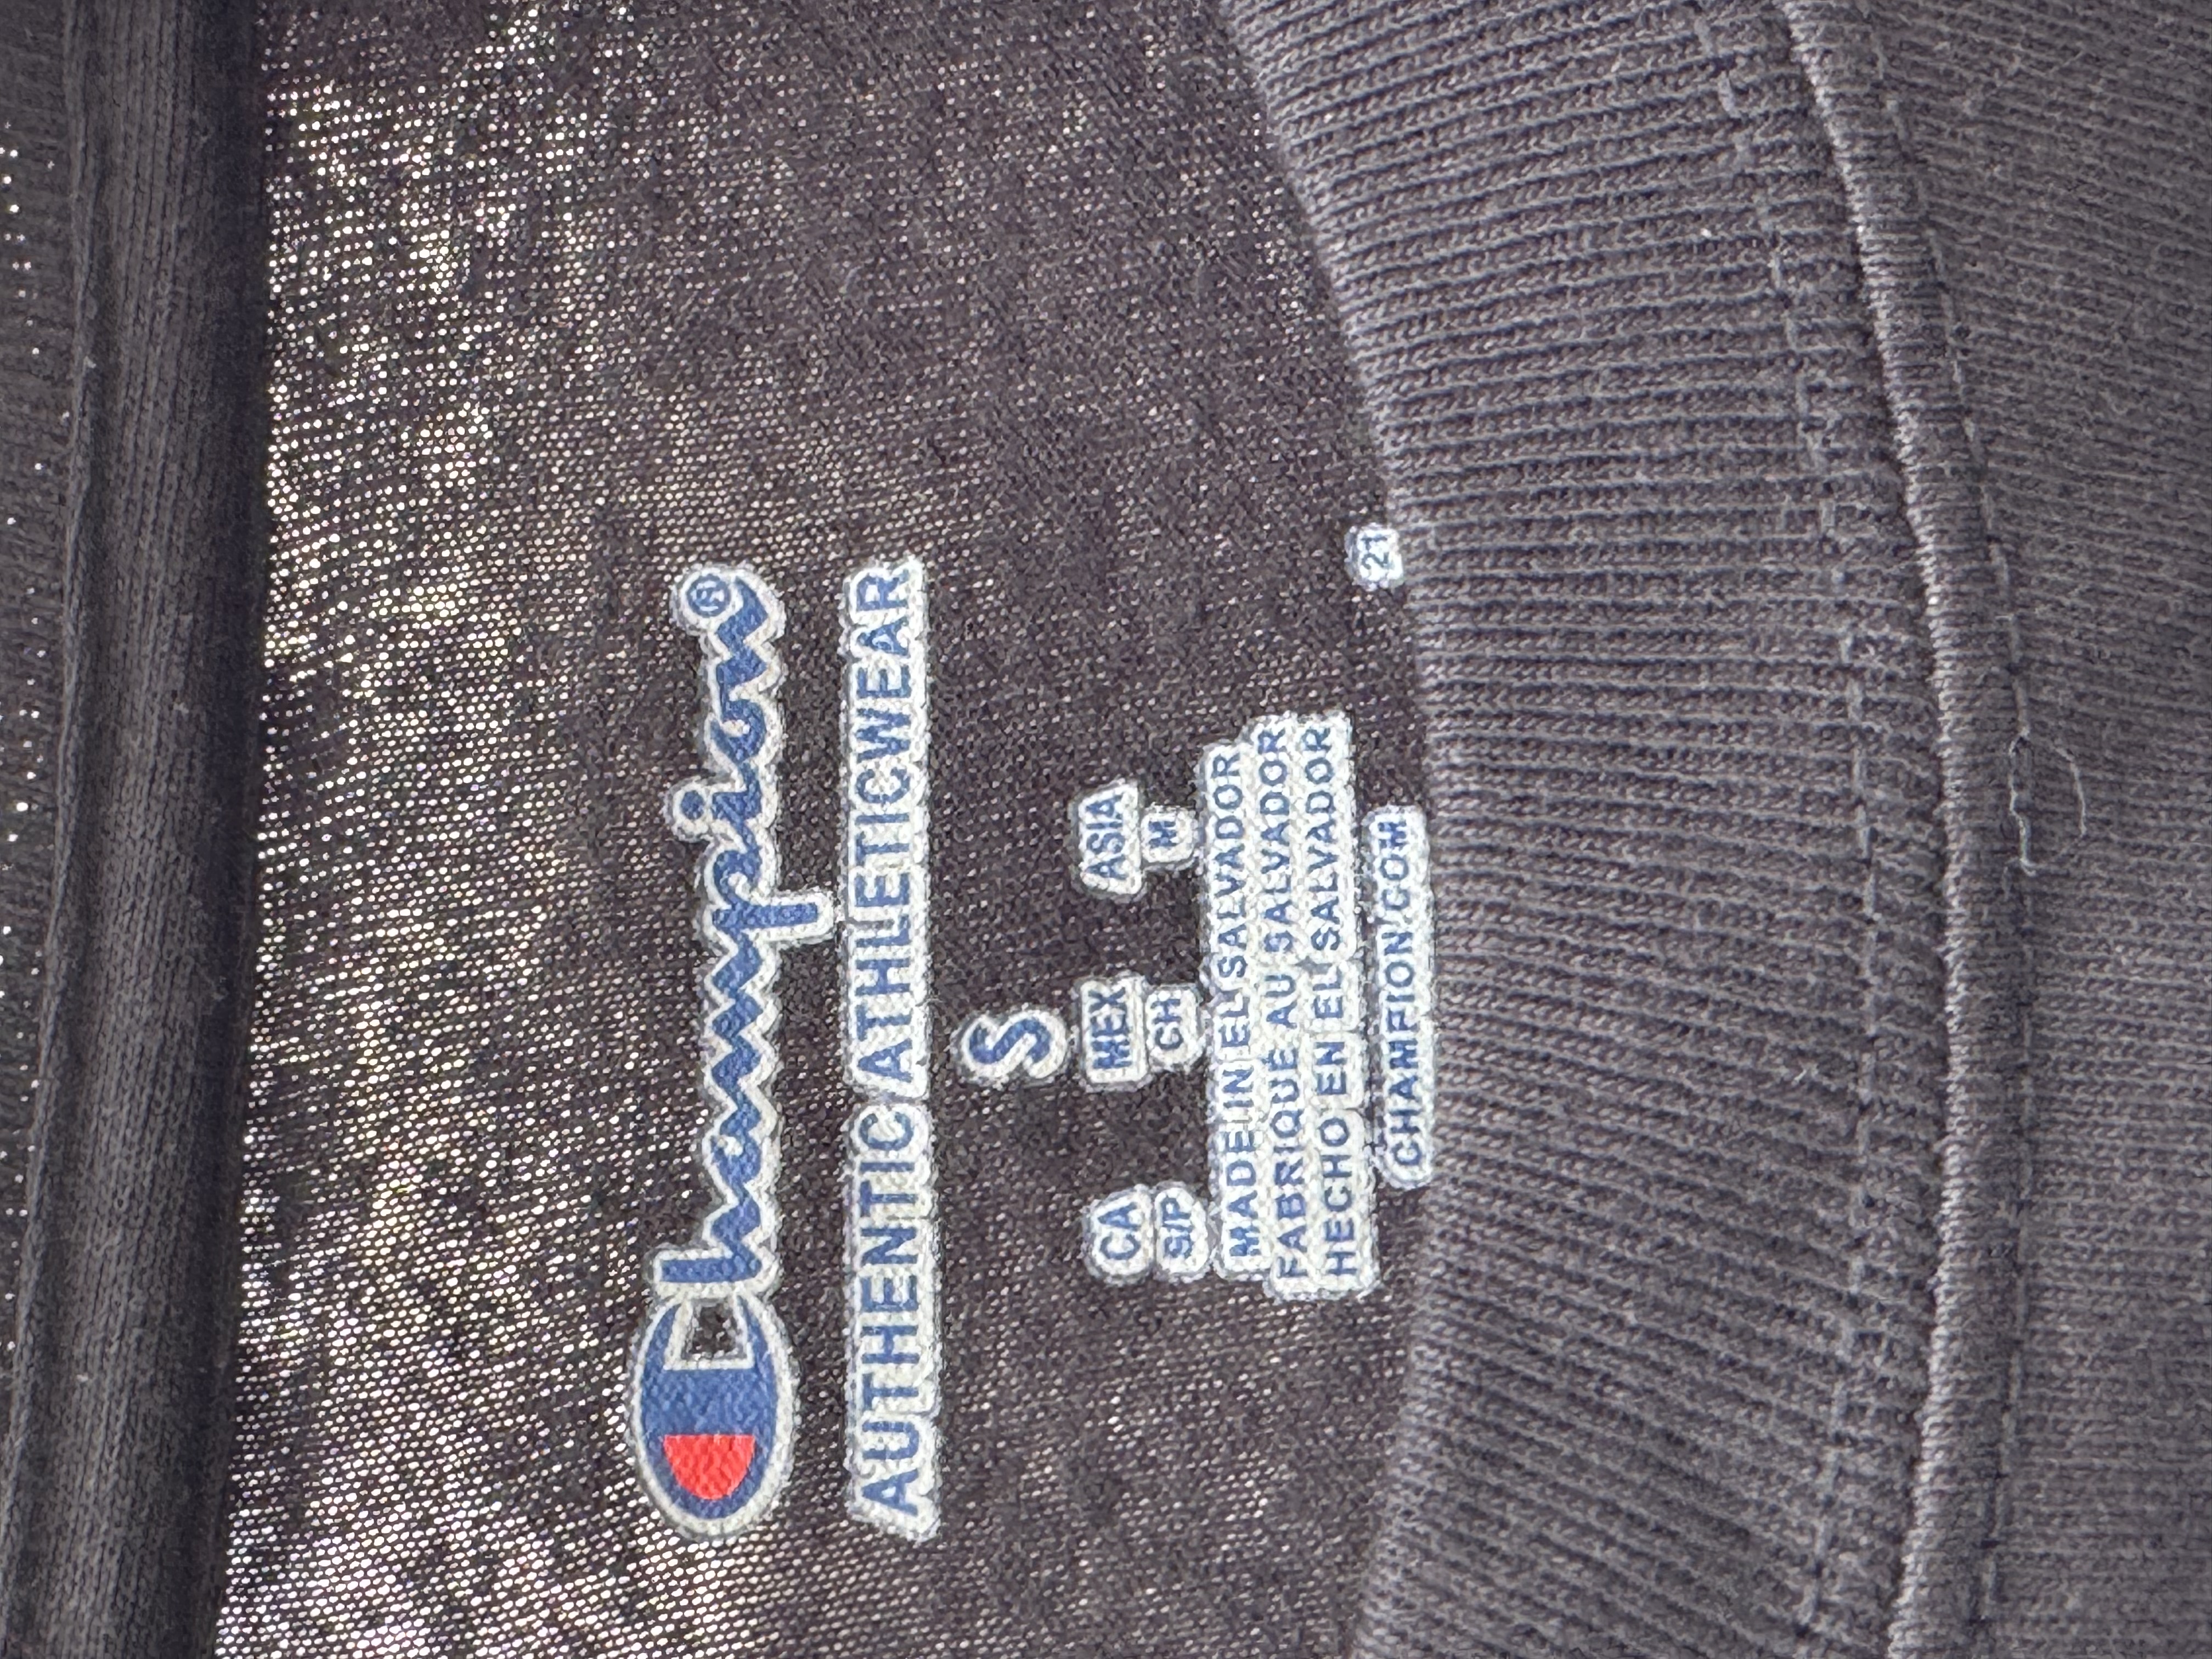 Champion®
AUTHENTIC ATHLETICWEAR
S
CA MEX ASIA
S/P CH M
MADE IN EL SALVADOR
FABRIQUÉ AU SALVADOR
HECHO EN EL SALVADOR
CHAMPION.COM
21